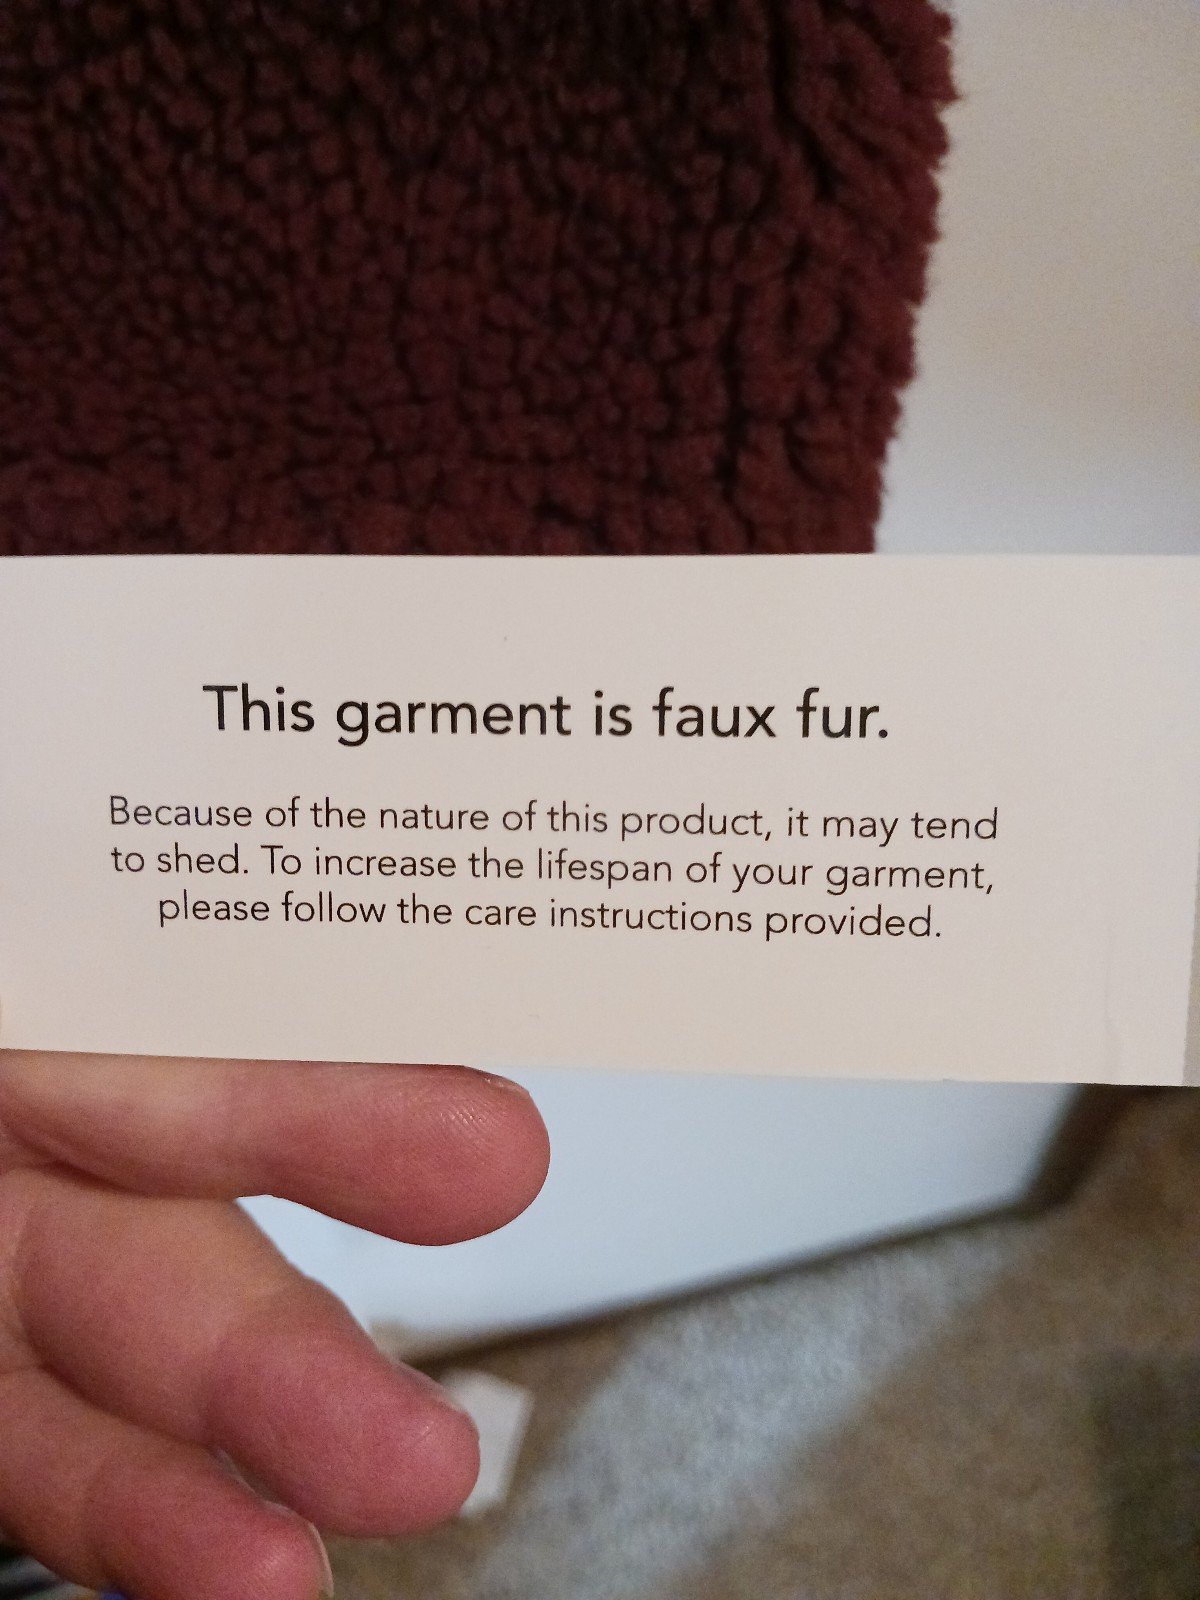 This garment is faux fur.
Because of the nature of this product, it may tend
to shed. To increase the lifespan of your garment,
please follow the care instructions provided.